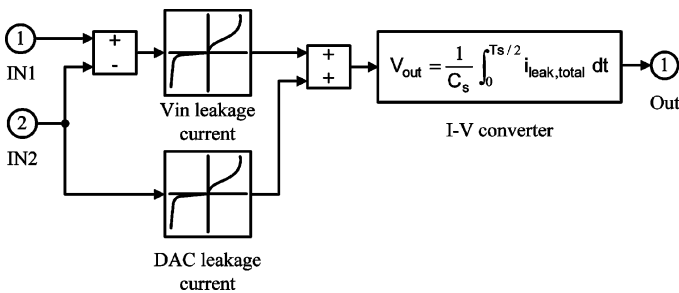 1
IN1
+
-
Vin leakage
current
+
+
V_out = 1/C_s ∫_0^{Ts/2} i_leak,total dt
I-V converter
1
Out
2
IN2
DAC leakage
current